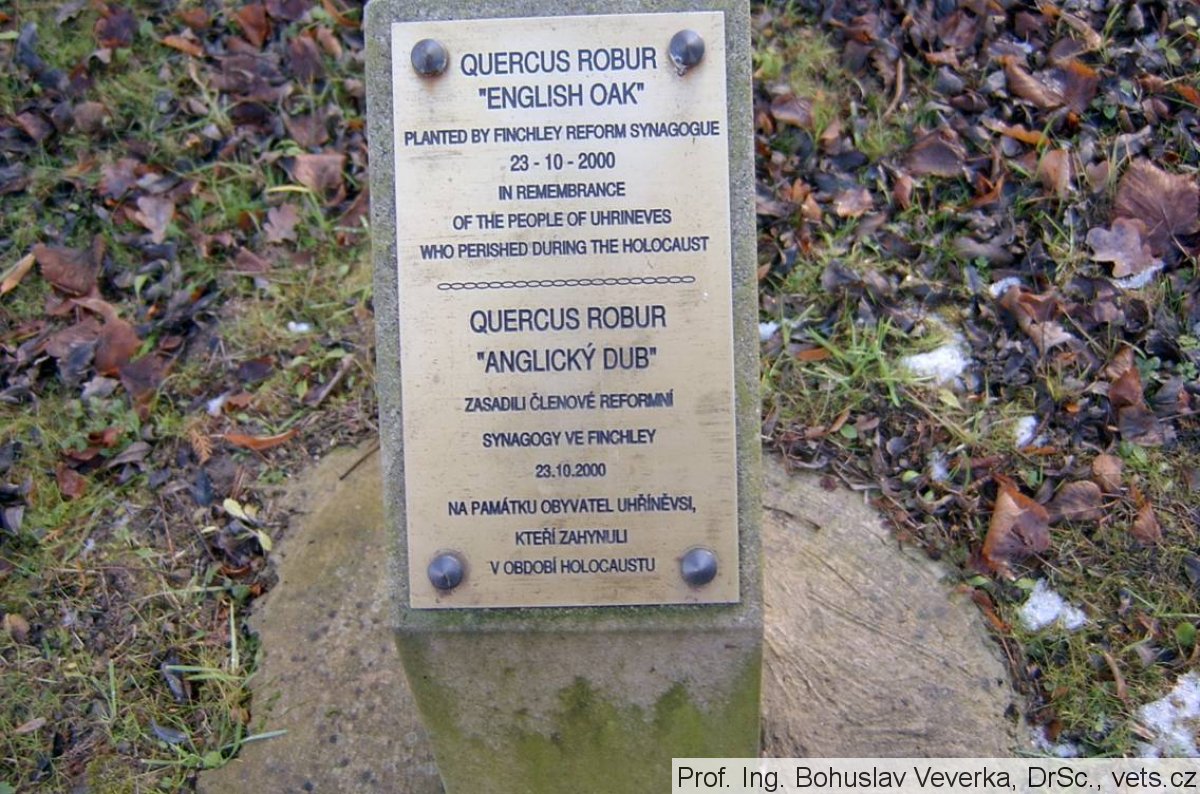 QUERCUS ROBUR
"ENGLISH OAK"
PLANTED BY FINCHLEY REFORM SYNAGOGUE
23 - 10 - 2000
IN REMEMBRANCE
OF THE PEOPLE OF UHRINEVES
WHO PERISHED DURING THE HOLOCAUST
QUERCUS ROBUR
"ANGLICKÝ DUB"
ZASADILI ČLENOVÉ REFORMNÍ
SYNAGOGY VE FINCHLEY
23.10.2000
NA PAMÁTKU OBYVATEL UHŘÍNĚVSI,
KTEŘÍ ZAHYNULI
V OBDOBÍ HOLOCAUSTU
Prof. Ing. Bohuslav Veverka, DrSc., vets.cz